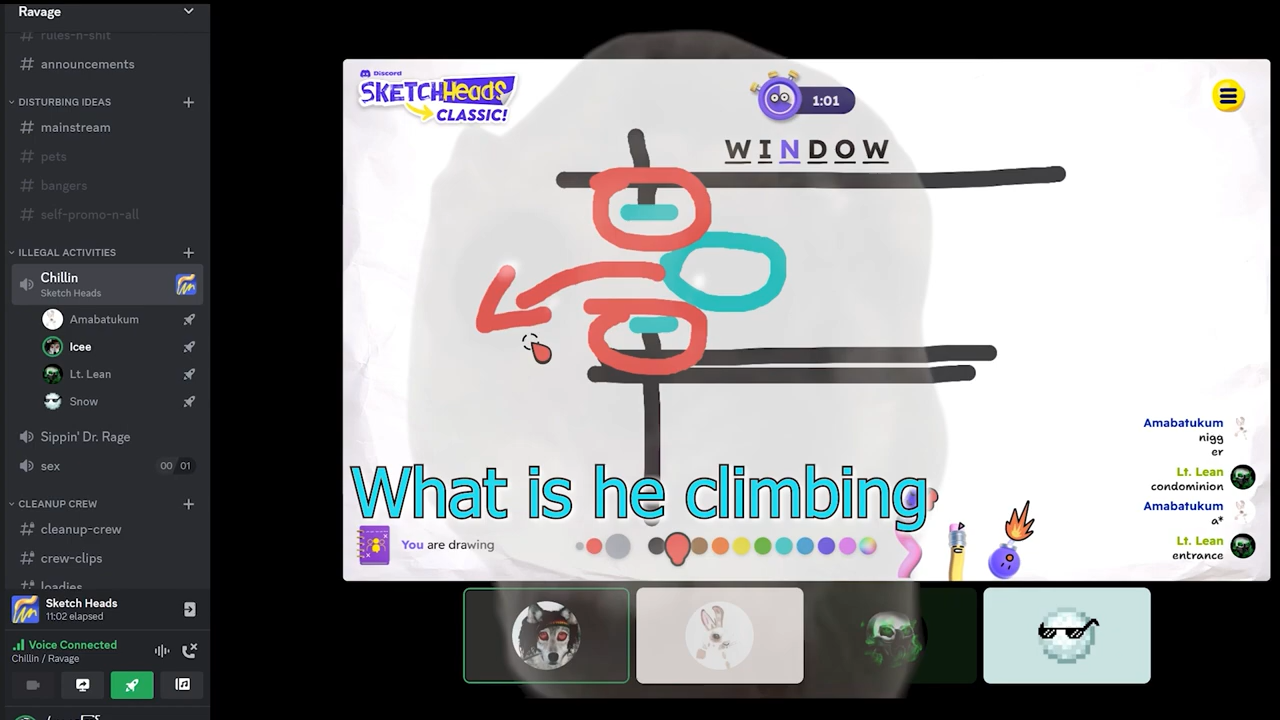 Ravage
rules-n-shit
announcements
DISTURBING IDEAS
mainstream
pets
bangers
self-promo-n-all
ILLEGAL ACTIVITIES
Chillin
Sketch Heads
Amabatukum
Icee
Lt. Lean
Snow
Sippin' Dr. Rage
sex 00 01
CLEANUP CREW
cleanup-crew
crew-clips
loadies
Sketch Heads
11:02 elapsed
Voice Connected
Chillin / Ravage
Discord
SKETCHHeadS
CLASSIC!
1:01
WINDOW
Amabatukum
nigg
er
Lt. Lean
condominion
Amabatukum
a*
Lt. Lean
entrance
What is he climbing
You are drawing